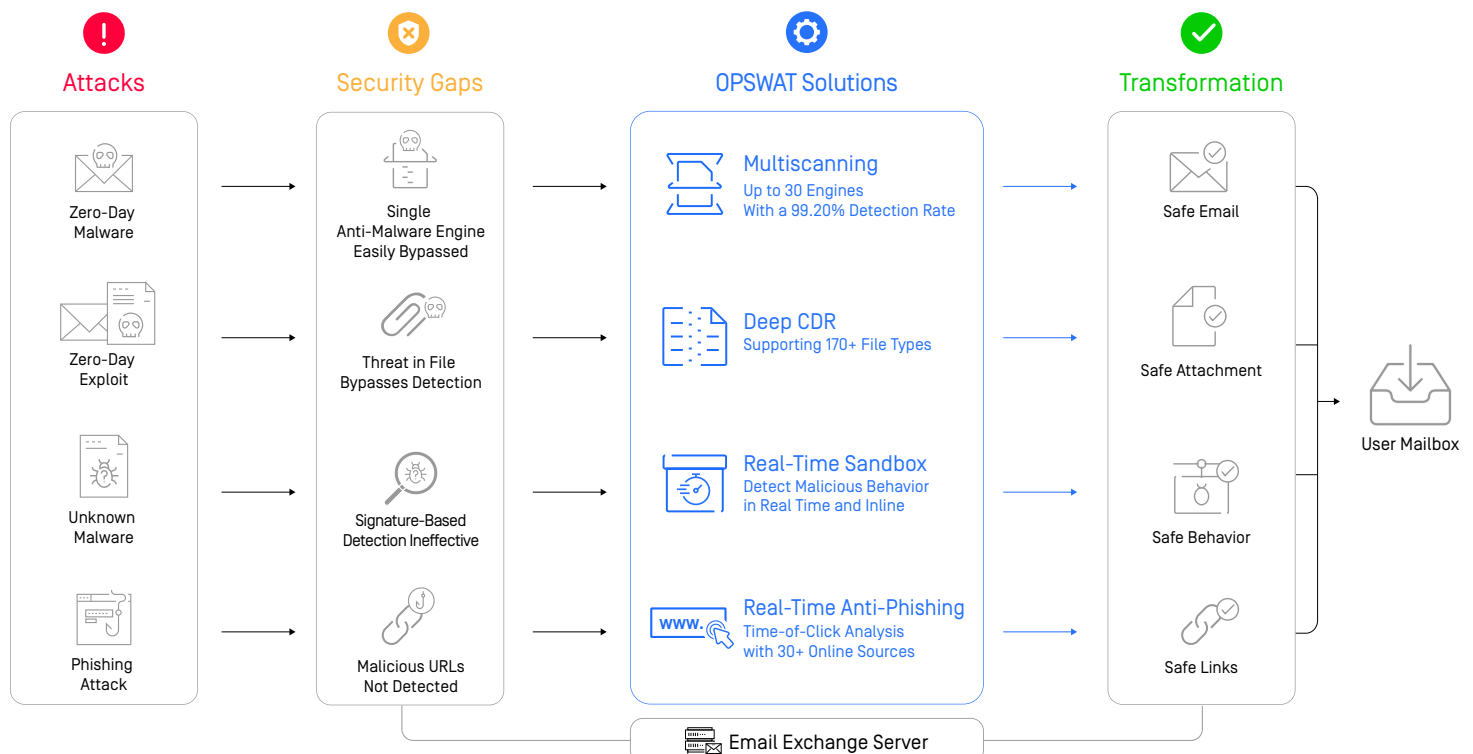 Attacks
Security Gaps
OPSWAT Solutions
Transformation
Zero-Day
Malware
Single
Anti-Malware Engine
Easily Bypassed
Multiscanning
Up to 30 Engines
With a 99.20% Detection Rate
Safe Email
Zero-Day
Exploit
Threat in File
Bypasses Detection
Deep CDR
Supporting 170+ File Types
Safe Attachment
Unknown
Malware
Signature-Based
Detection Ineffective
Real-Time Sandbox
Detect Malicious Behavior
in Real Time and Inline
Safe Behavior
Phishing
Attack
Malicious URLs
Not Detected
www.
Real-Time Anti-Phishing
Time-of-Click Analysis
with 30+ Online Sources
Safe Links
User Mailbox
Email Exchange Server